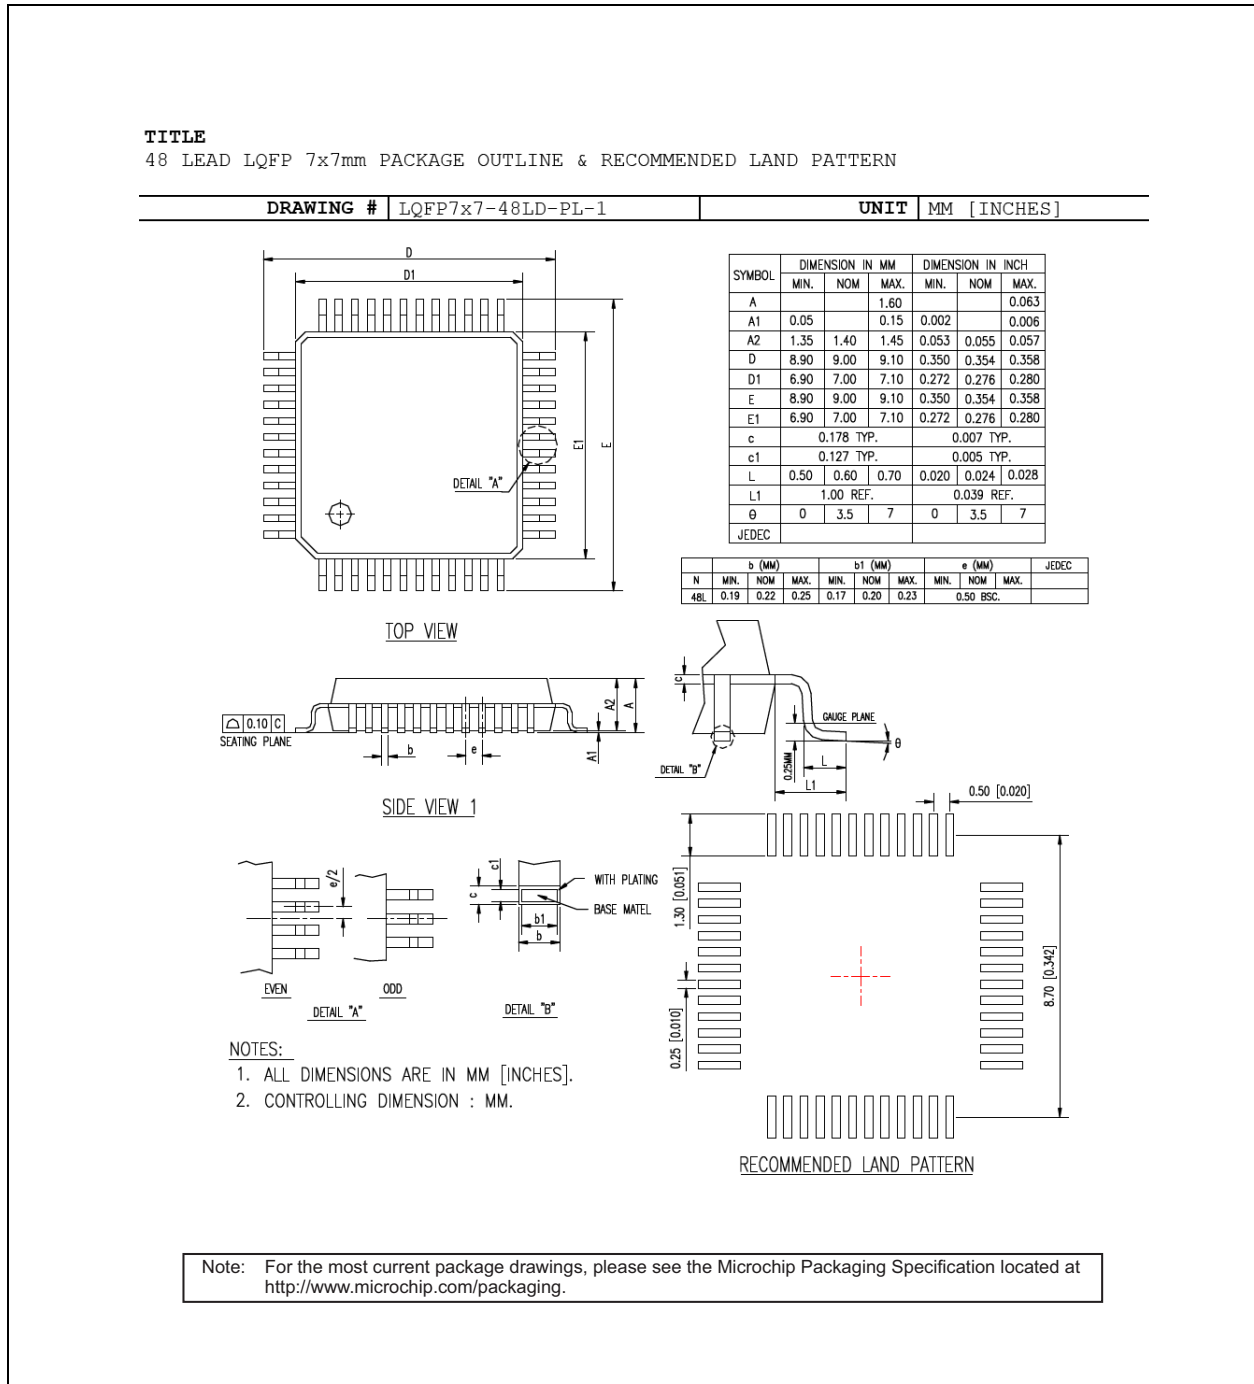 TITLE
48 LEAD LQFP 7x7mm PACKAGE OUTLINE & RECOMMENDED LAND PATTERN
DRAWING # LQFP7x7-48LD-PL-1 UNIT MM [INCHES]
D
D1
E1
E
DETAIL "A"
TOP VIEW
SYMBOL DIMENSION IN MM DIMENSION IN INCH
MIN. NOM MAX. MIN. NOM MAX.
A 1.60 0.063
A1 0.05 0.15 0.002 0.006
A2 1.35 1.40 1.45 0.053 0.055 0.057
D 8.90 9.00 9.10 0.350 0.354 0.358
D1 6.90 7.00 7.10 0.272 0.276 0.280
E 8.90 9.00 9.10 0.350 0.354 0.358
E1 6.90 7.00 7.10 0.272 0.276 0.280
c 0.178 TYP. 0.007 TYP.
c1 0.127 TYP. 0.005 TYP.
L 0.50 0.60 0.70 0.020 0.024 0.028
L1 1.00 REF. 0.039 REF.
θ 0 3.5 7 0 3.5 7
JEDEC
b (MM) b1 (MM) e (MM) JEDEC
N MIN. NOM MAX. MIN. NOM MAX. MIN. NOM MAX.
48L 0.19 0.22 0.25 0.17 0.20 0.23 0.50 BSC.
0.10 C
SEATING PLANE
b
e
A2
A
A1
SIDE VIEW 1
c
GAUGE PLANE
θ
0.25MM
L
L1
DETAIL "B"
e/2
EVEN
ODD
DETAIL "A"
c1
c
WITH PLATING
BASE MATEL
b1
b
DETAIL "B"
0.50 [0.020]
1.30 [0.051]
8.70 [0.342]
0.25 [0.010]
RECOMMENDED LAND PATTERN
NOTES:
1. ALL DIMENSIONS ARE IN MM [INCHES].
2. CONTROLLING DIMENSION : MM.
Note: For the most current package drawings, please see the Microchip Packaging Specification located at
http://www.microchip.com/packaging.